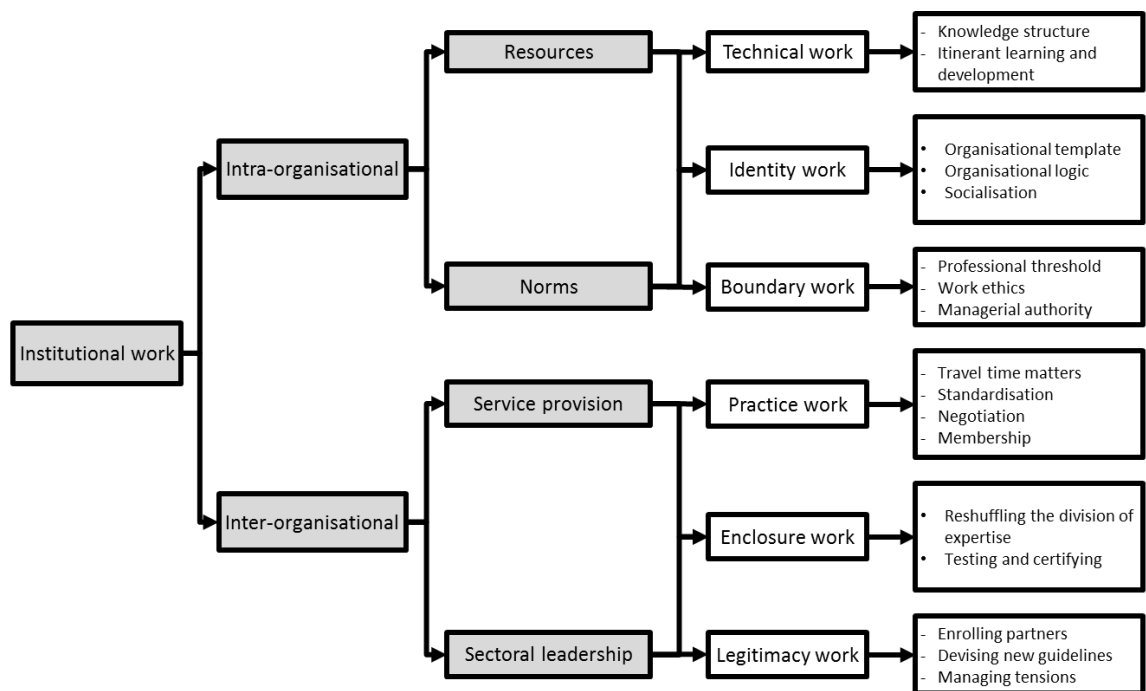 Resources
Technical work
- Knowledge structure
- Itinerant learning and
development
Intra-organisational
Identity work
• Organisational template
• Organisational logic
• Socialisation
Norms
Boundary work
- Professional threshold
- Work ethics
- Managerial authority
Institutional work
Service provision
Practice work
- Travel time matters
- Standardisation
- Negotiation
- Membership
Inter-organisational
Enclosure work
• Reshuffling the division of
expertise
• Testing and certifying
Sectoral leadership
Legitimacy work
- Enrolling partners
- Devising new guidelines
- Managing tensions